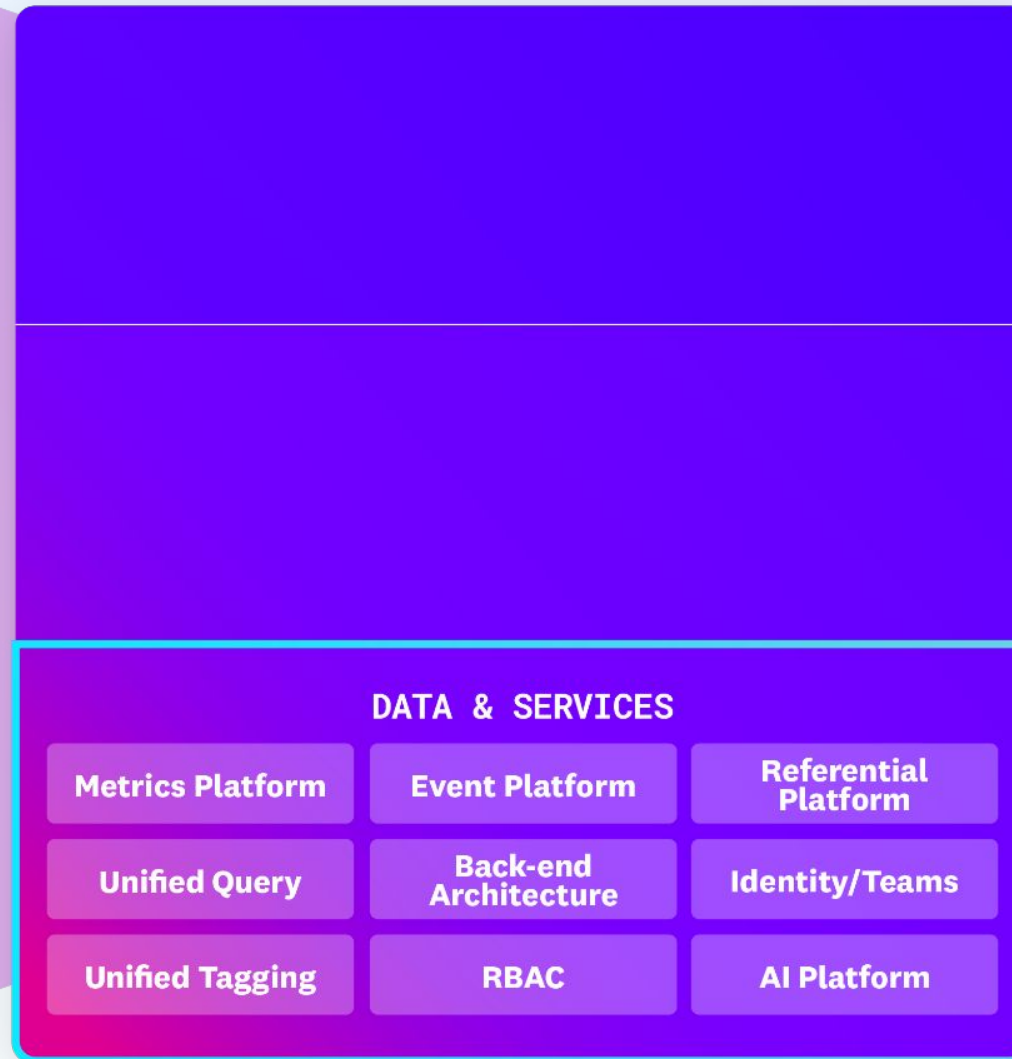 DATA & SERVICES
Metrics Platform
Event Platform
Referential
Platform
Unified Query
Back-end
Architecture
Identity/Teams
Unified Tagging
RBAC
AI Platform